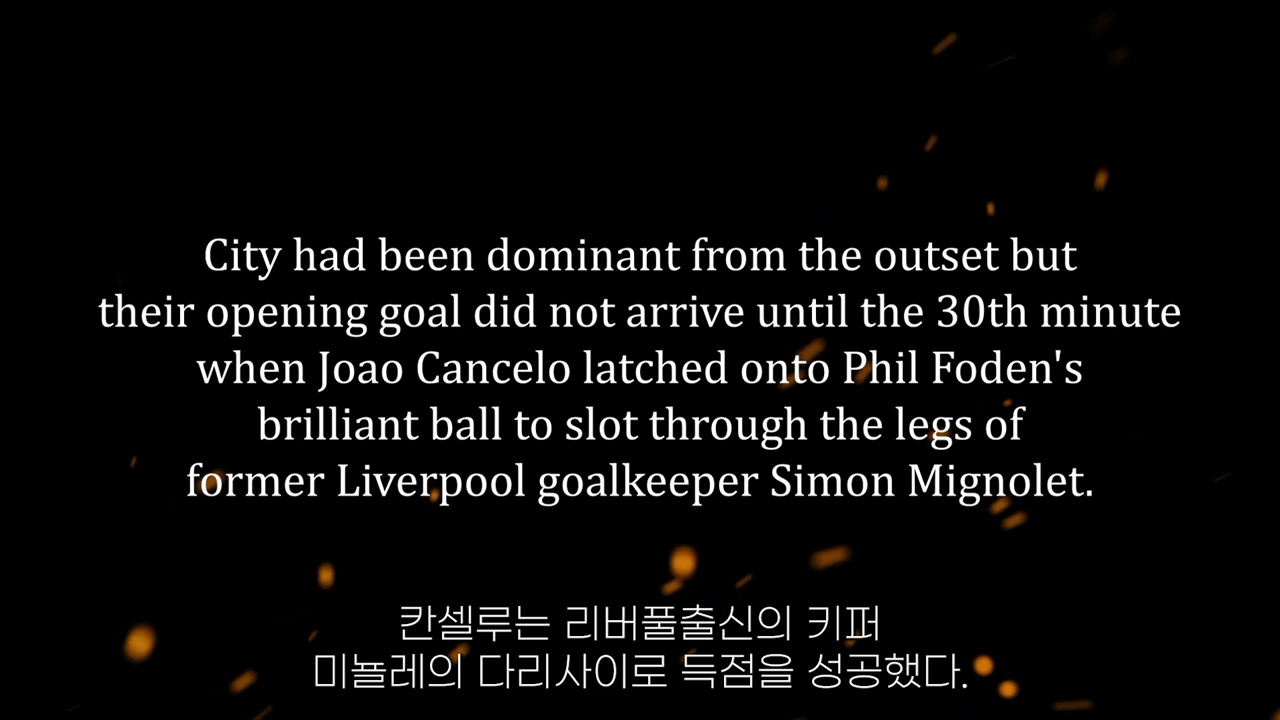 City had been dominant from the outset but
their opening goal did not arrive until the 30th minute
when Joao Cancelo latched onto Phil Foden's
brilliant ball to slot through the legs of
former Liverpool goalkeeper Simon Mignolet.
칸셀루는 리버풀출신의 키퍼
미뇰레의 다리사이로 득점을 성공했다.